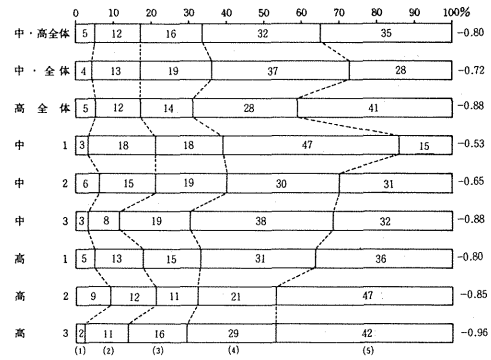 0 10 20 30 40 50 60 70 80 90 100%
中・高全体 5 12 16 32 35 -0.80
中・全体 4 13 19 37 28 -0.72
高全体 5 12 14 28 41 -0.88
中 1 3 18 18 47 15 -0.53
中 2 6 15 19 30 31 -0.65
中 3 3 8 19 38 32 -0.88
高 1 5 13 15 31 36 -0.80
高 2 9 12 11 21 47 -0.85
高 3 2 11 16 29 42 -0.96
(1) (2) (3) (4) (5)